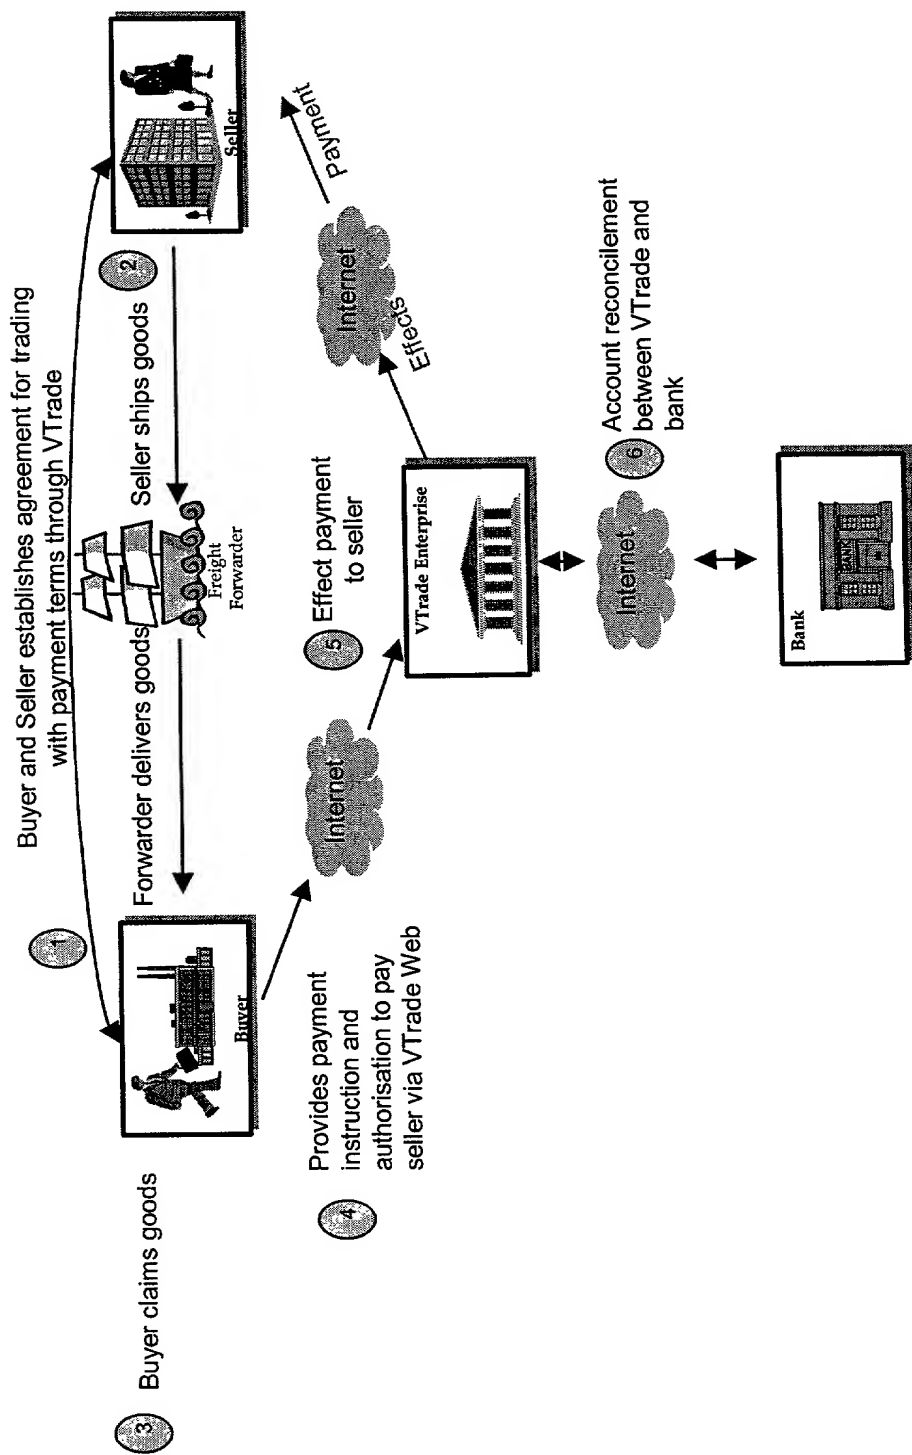 Buyer and Seller establishes agreement for trading
with payment terms through VTrade
1
2
Seller ships goods
Forwarder delivers goods
Freight
Forwarder
3
Buyer claims goods
Buyer
Seller
4
Provides payment
instruction and
authorisation to pay
seller via VTrade Web
Internet
5
Effect payment
to seller
Internet
Effects
Payment
VTrade Enterprise
Internet
6
Account reconcilement
between VTrade and
bank
Bank
BANK